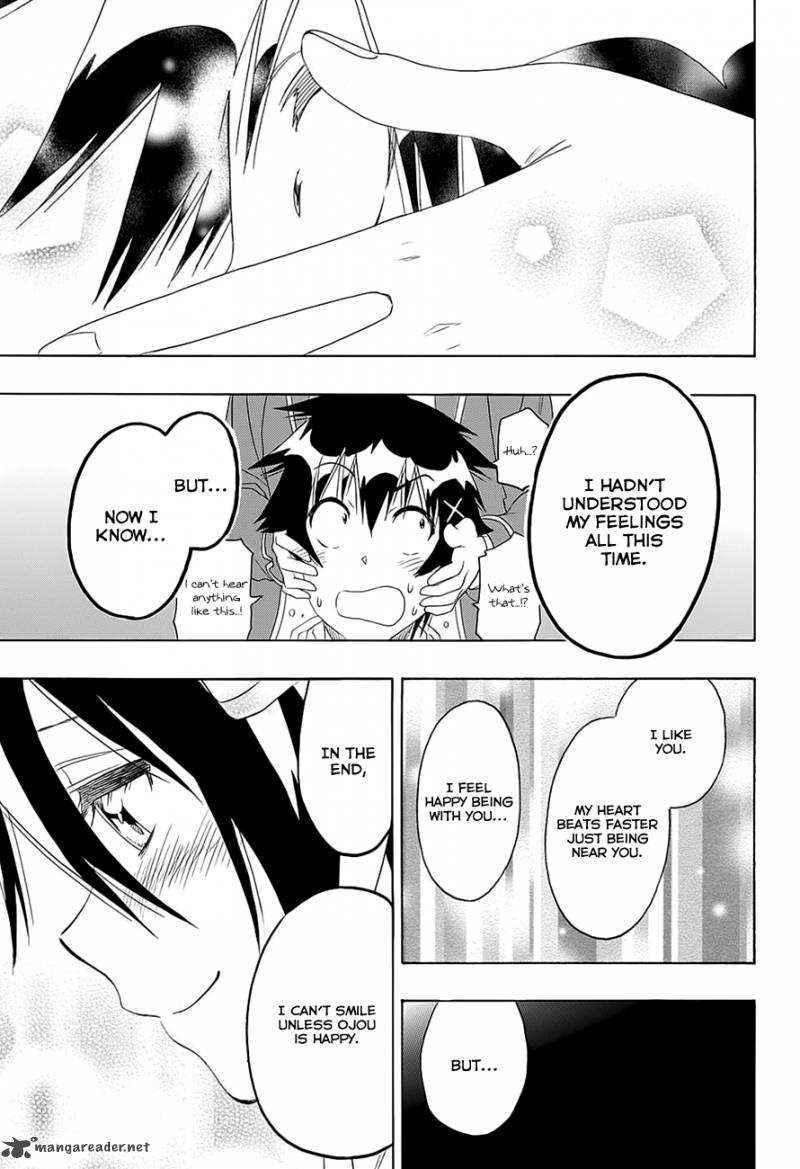 I HADN'T
UNDERSTOOD
MY FEELINGS
ALL THIS
TIME.
Huh...?
What's
that...!?
I can't hear
anything
like this...!
BUT...
NOW I
KNOW...
I LIKE
YOU.
MY HEART
BEATS FASTER
JUST BEING
NEAR YOU.
I FEEL
HAPPY BEING
WITH YOU...
BUT...
IN THE
END,
I CAN'T SMILE
UNLESS OJOU
IS HAPPY.
mangareader.net